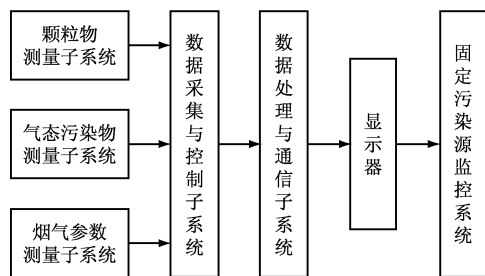 颗粒物
测量子系统
气态污染物
测量子系统
烟气参数
测量子系统
数据采集与控制子系统
数据处理与通信子系统
显示器
固定污染源监控系统